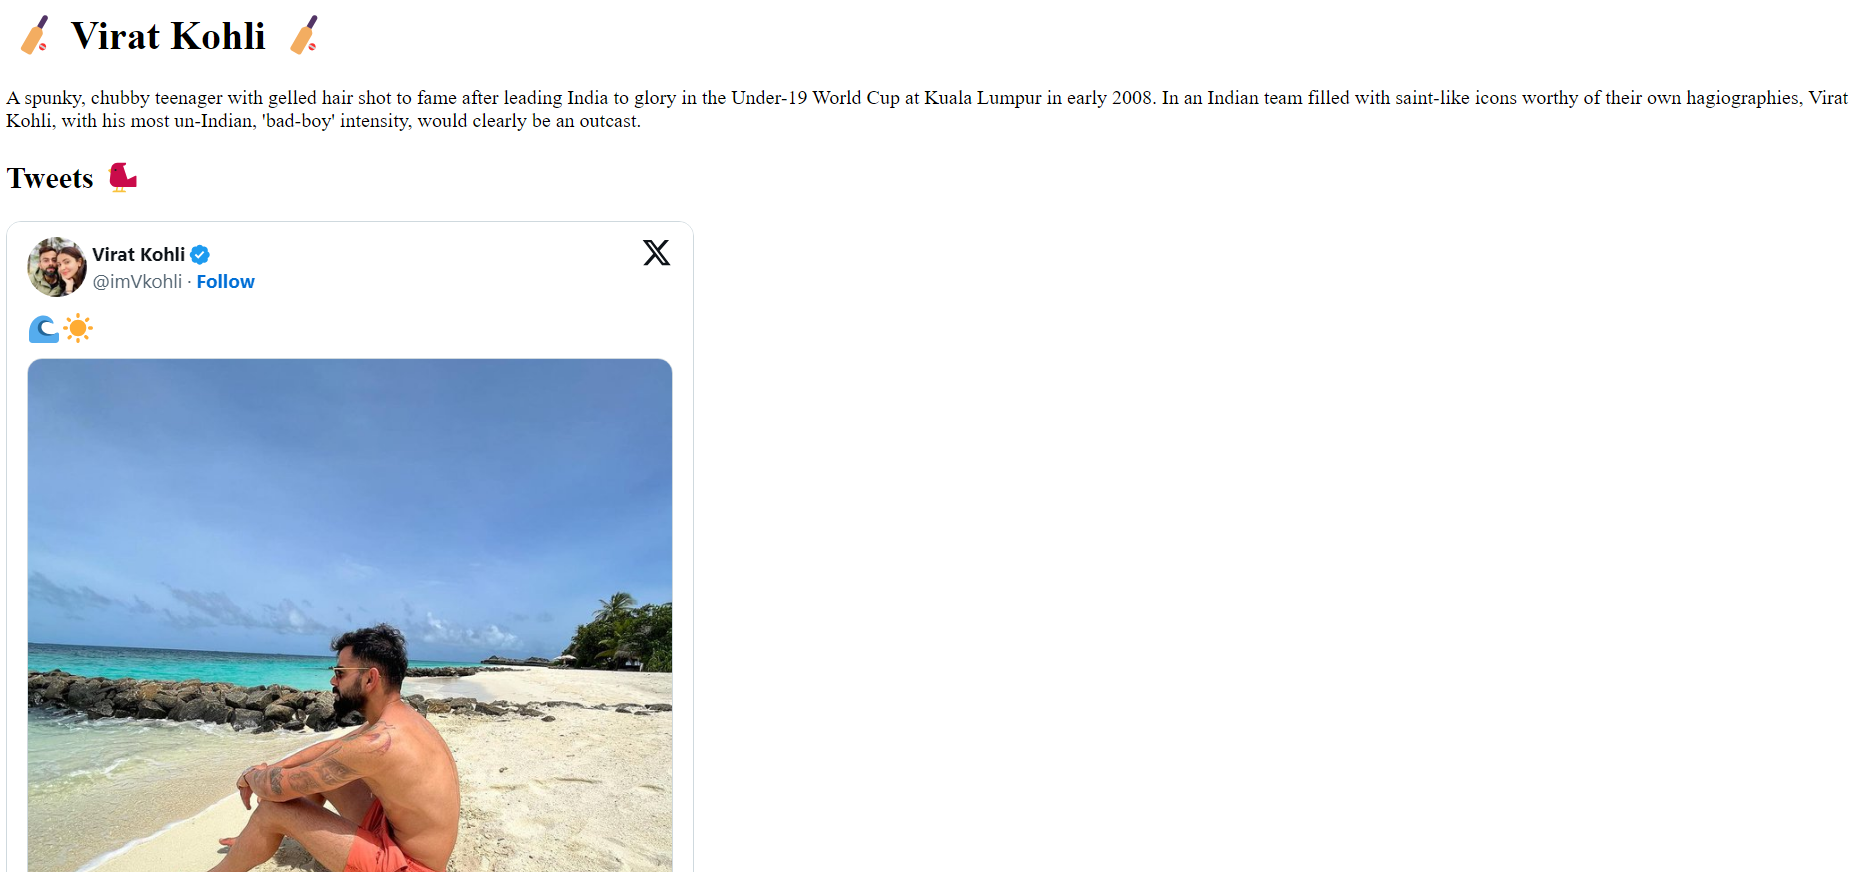 Virat Kohli
A spunky, chubby teenager with gelled hair shot to fame after leading India to glory in the Under-19 World Cup at Kuala Lumpur in early 2008. In an Indian team filled with saint-like icons worthy of their own hagiographies, Virat
Kohli, with his most un-Indian, 'bad-boy' intensity, would clearly be an outcast.
Tweets
Virat Kohli
@imVkohli · Follow